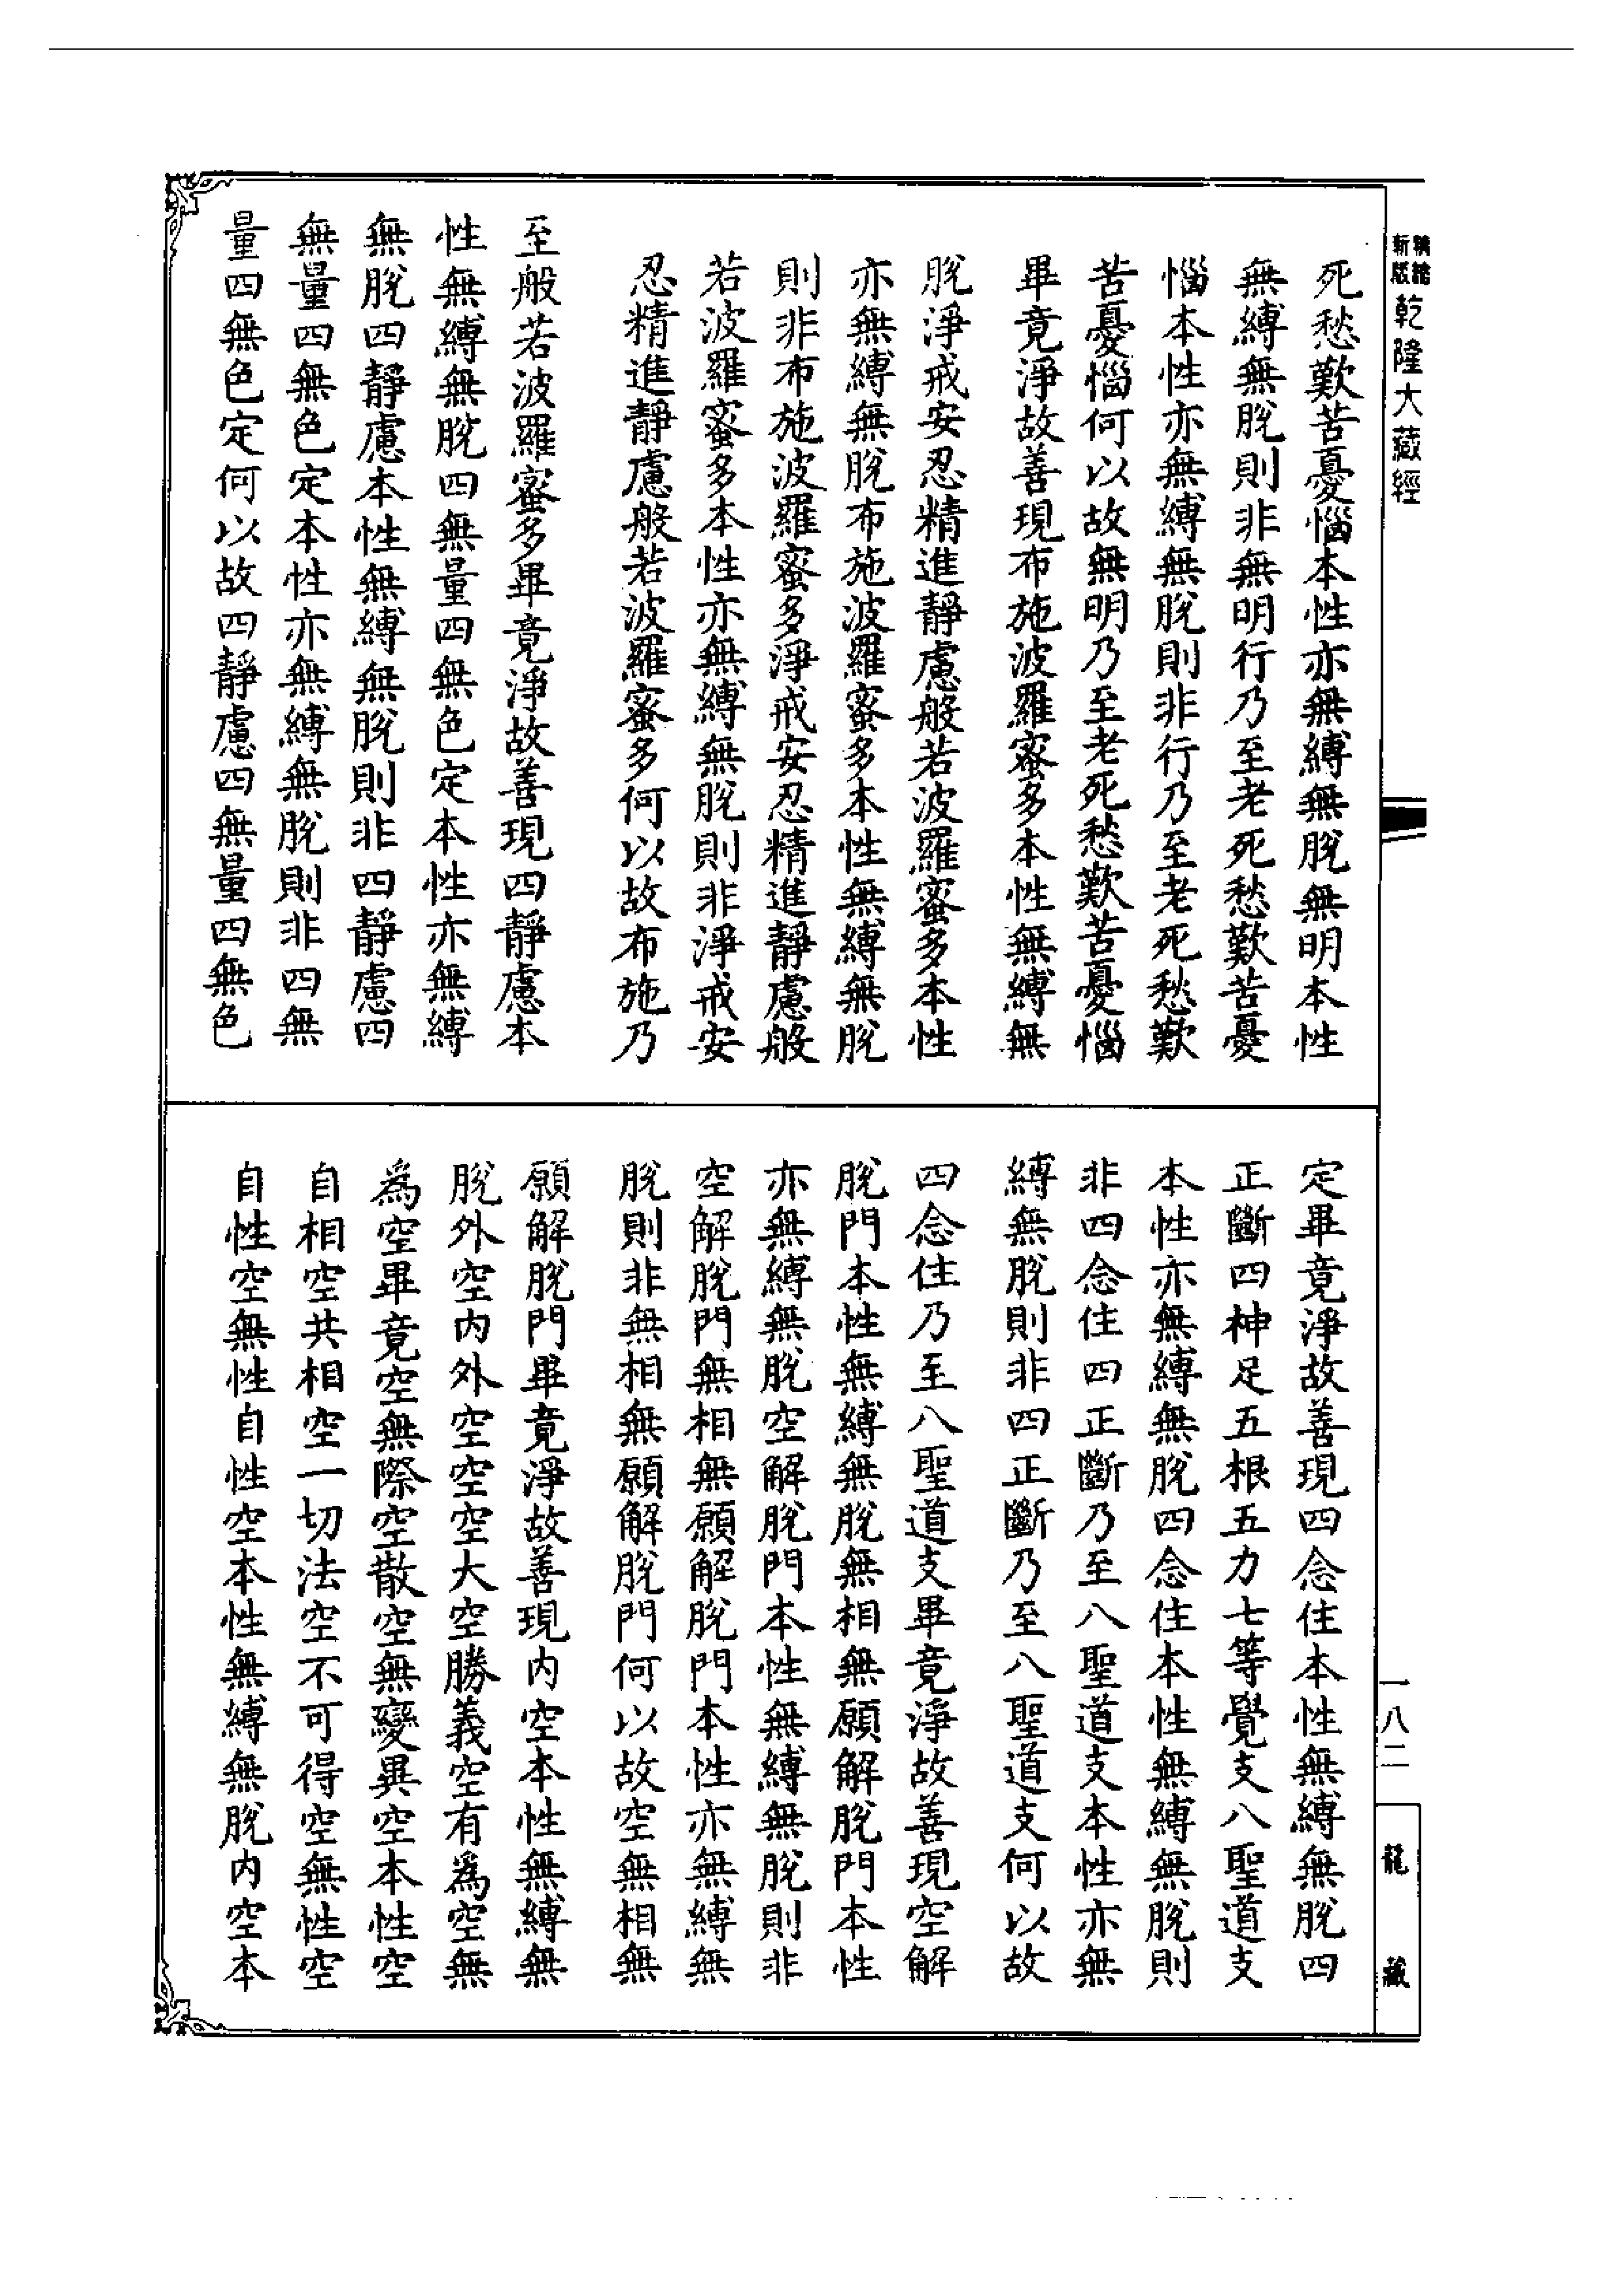 新版精縮乾隆大藏經
死愁歎苦憂惱本性亦無縛無脫無明本性
無縛無脫則非無明行乃至老死愁歎苦憂
惱本性亦無縛無脫則非行乃至老死愁歎
苦憂惱何以故無明乃至老死愁歎苦憂惱
畢竟淨故善現布施波羅蜜多本性無縛無
脫淨戒安忍精進靜慮般若波羅蜜多本性
亦無縛無脫布施波羅蜜多本性無縛無脫
則非布施波羅蜜多淨戒安忍精進靜慮般
若波羅蜜多本性亦無縛無脫則非淨戒安
忍精進靜慮般若波羅蜜多何以故布施乃
至般若波羅蜜多畢竟淨故善現四靜慮本
性無縛無脫四無量四無色定本性亦無縛
無脫四靜慮本性無縛無脫則非四靜慮四
無量四無色定本性亦無縛無脫則非四無
量四無色定何以故四靜慮四無量四無色
定畢竟淨故善現四念住本性無縛無脫四
正斷四神足五根五力七等覺支八聖道支
本性亦無縛無脫四念住本性無縛無脫則
非四念住四正斷乃至八聖道支本性亦無
縛無脫則非四正斷乃至八聖道支何以故
四念住乃至八聖道支畢竟淨故善現空解
脫門本性無縛無脫無相無願解脫門本性
亦無縛無脫空解脫門本性無縛無脫則非
空解脫門無相無願解脫門本性亦無縛無
脫則非無相無願解脫門何以故空無相無
願解脫門畢竟淨故善現內空本性無縛無
脫外空內外空空空大空勝義空有為空無
為空畢竟空無際空散空無變異空本性空
自相空共相空一切法空不可得空無性空
自性空無性自性空本性無縛無脫內空本
一八二
龍藏